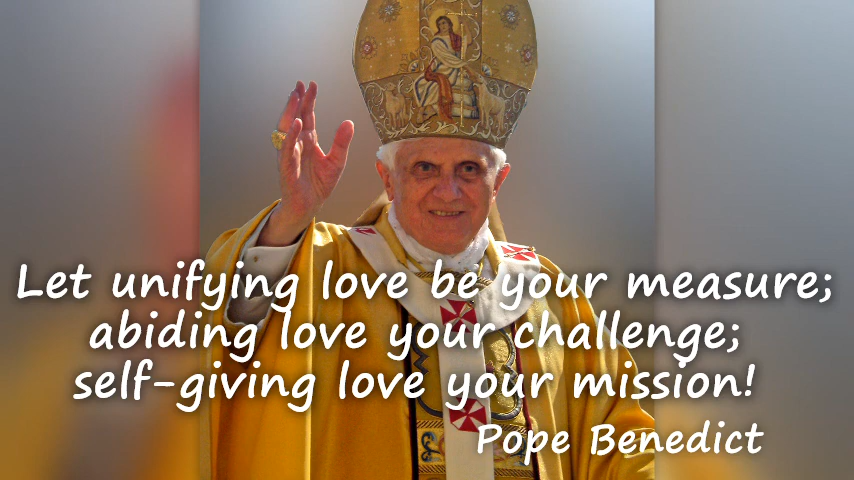 Let unifying love be your measure;
abiding love your challenge;
self-giving love your mission!
Pope Benedict